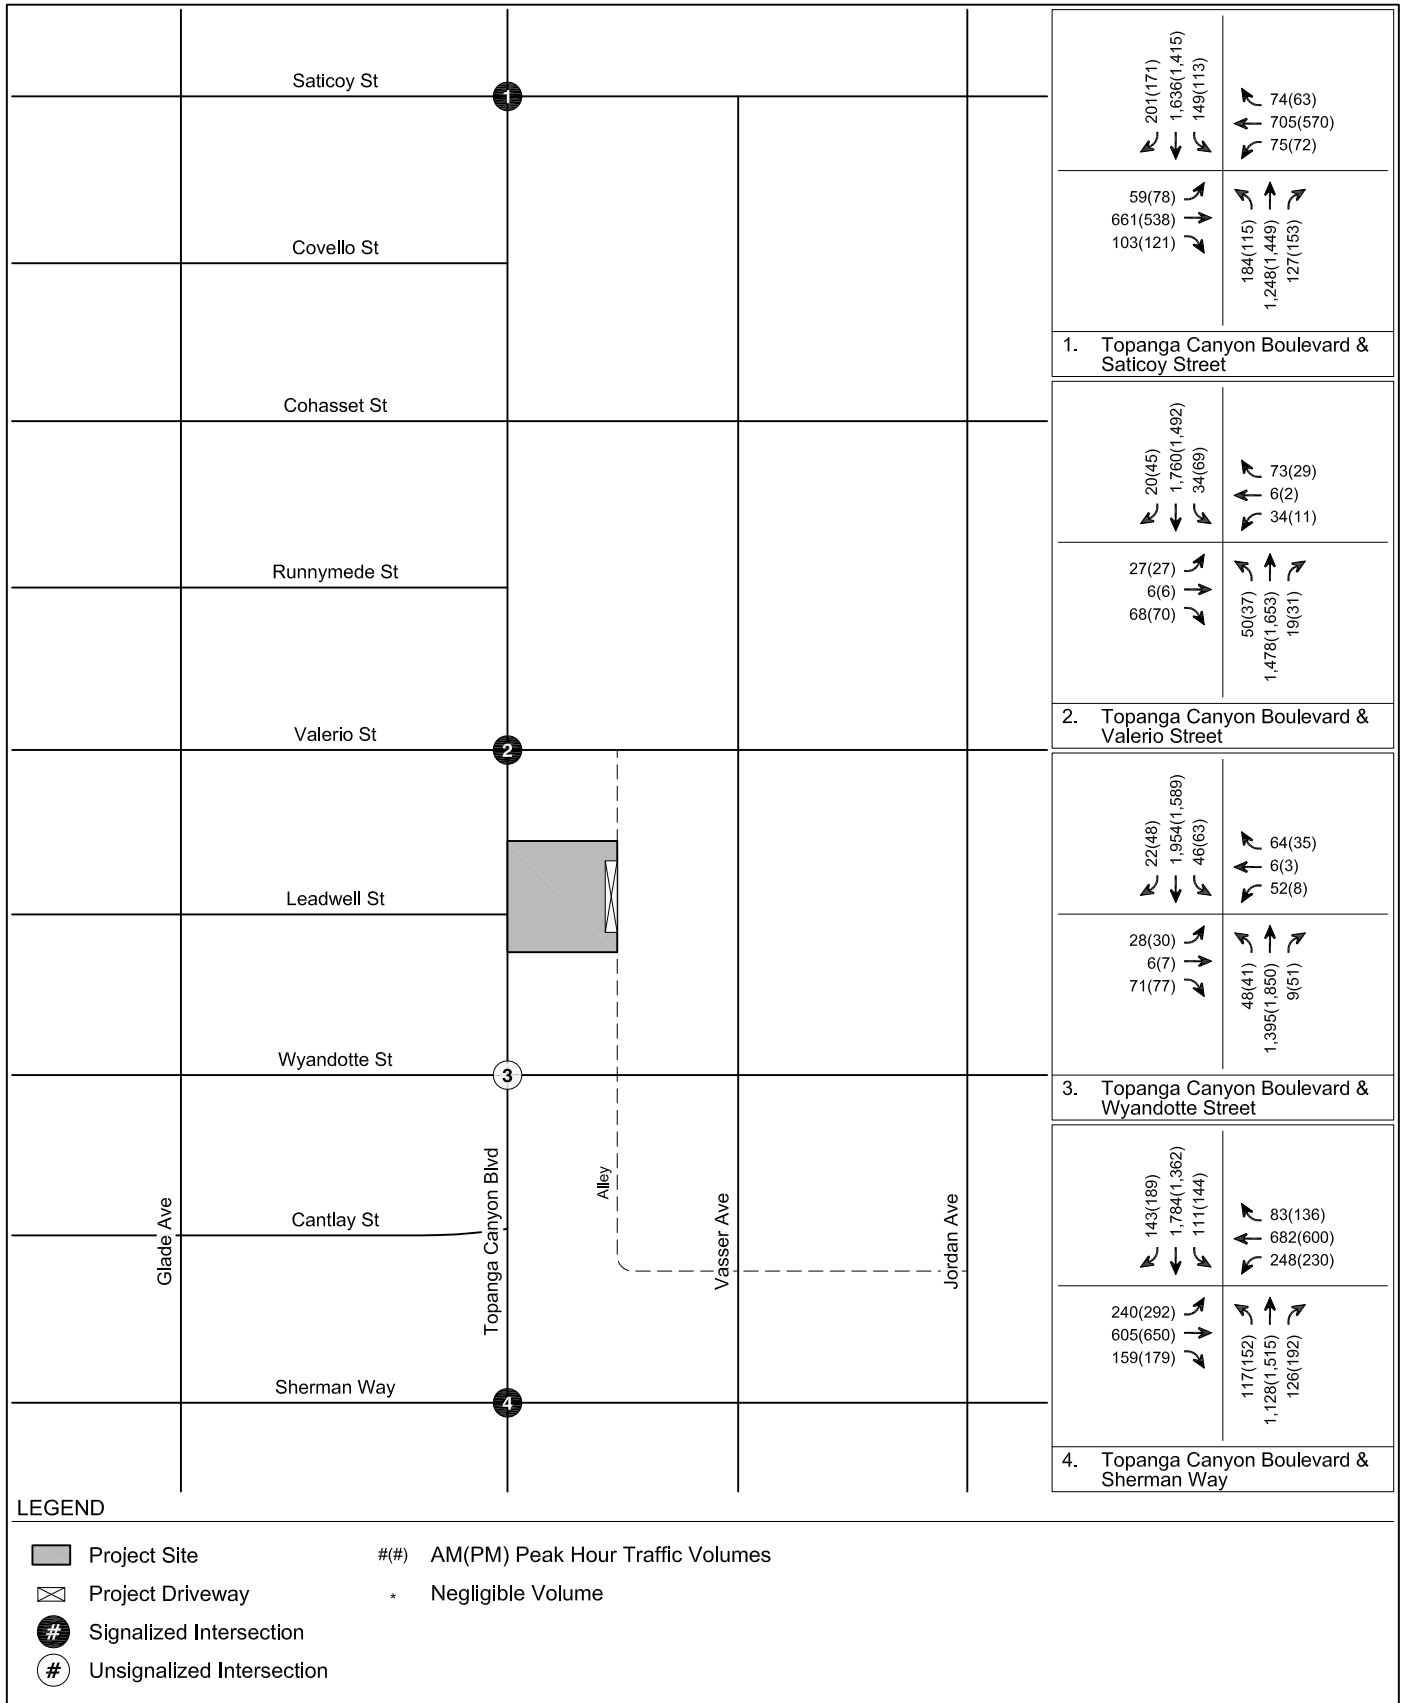 Saticoy St
1
Covello St
Cohasset St
Runnymede St
Valerio St
2
Leadwell St
Wyandotte St
3
Cantlay St
Sherman Way
4
Glade Ave
Topanga Canyon Blvd
Alley
Vasser Ave
Jordan Ave
201(171)
1,636(1,415)
149(113)
74(63)
705(570)
75(72)
59(78)
661(538)
103(121)
184(115)
1,248(1,449)
127(153)
1. Topanga Canyon Boulevard &
Saticoy Street
20(45)
1,760(1,492)
34(69)
73(29)
6(2)
34(11)
27(27)
6(6)
68(70)
50(37)
1,478(1,653)
19(31)
2. Topanga Canyon Boulevard &
Valerio Street
22(48)
1,954(1,589)
46(63)
64(35)
6(3)
52(8)
28(30)
6(7)
71(77)
48(41)
1,395(1,850)
9(51)
3. Topanga Canyon Boulevard &
Wyandotte Street
143(189)
1,784(1,362)
111(144)
83(136)
682(600)
248(230)
240(292)
605(650)
159(179)
117(152)
1,128(1,515)
126(192)
4. Topanga Canyon Boulevard &
Sherman Way
LEGEND
Project Site
Project Driveway
# Signalized Intersection
# Unsignalized Intersection
#(#) AM(PM) Peak Hour Traffic Volumes
* Negligible Volume